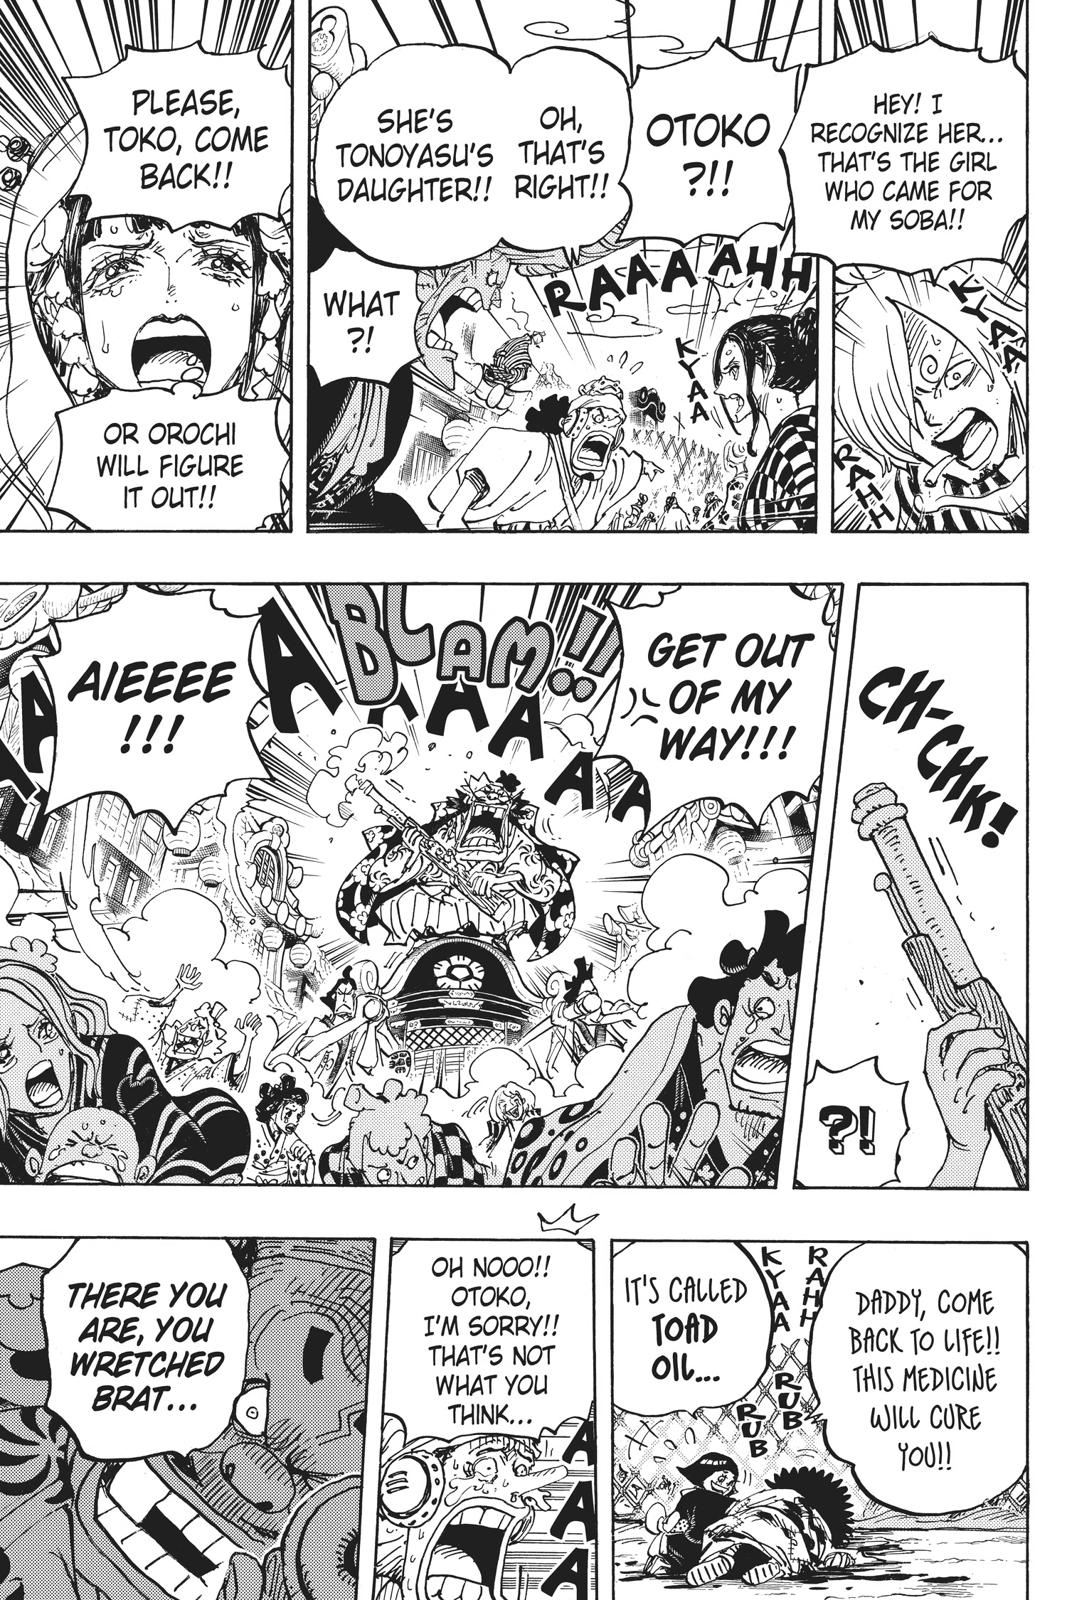 HEY! I
RECOGNIZE HER...
THAT'S THE GIRL
WHO CAME FOR
MY SOBA!!
KYAA
RAHH
OTOKO
?!!
OH,
THAT'S
RIGHT!!
SHE'S
TONOYASU'S
DAUGHTER!!
RAAAAAHH
KYAA
WHAT
?!
PLEASE,
TOKO, COME
BACK!!
OR OROCHI
WILL FIGURE
IT OUT!!
CH-
CHK!
?!
GET OUT
OF MY
WAY!!!
BLAM!!
AIEEEE
!!!
AAAAAAA
DADDY, COME
BACK TO LIFE!!
THIS MEDICINE
WILL CURE
YOU!!
RAHH
KYAA
RUB
RUB
IT'S CALLED
TOAD
OIL...
OH NOOO!!
OTOKO,
I'M SORRY!!
THAT'S NOT
WHAT YOU
THINK...
AAA
THERE YOU
ARE, YOU
WRETCHED
BRAT...